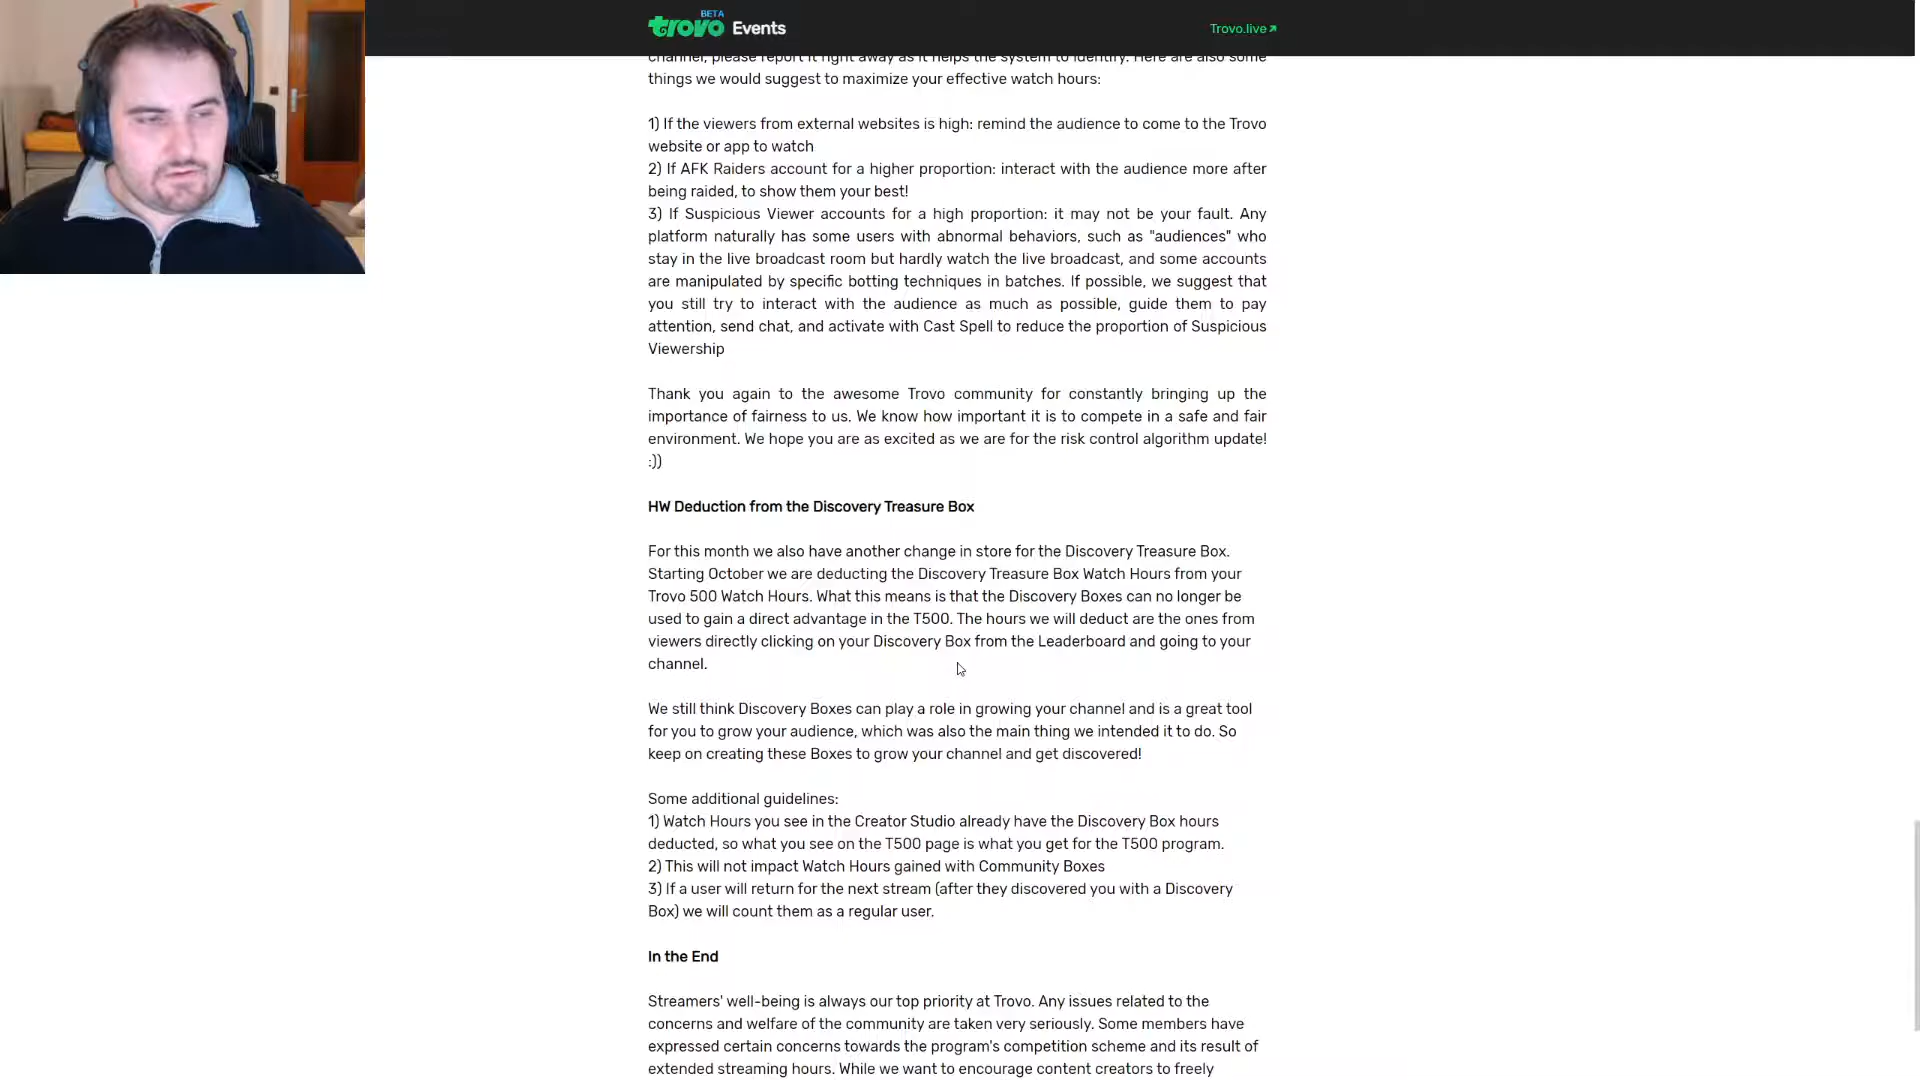 BETA
trovo Events
Trovo.live
channel, please report it right away as it helps the system to identify. Here are also some
things we would suggest to maximize your effective watch hours:
1) If the viewers from external websites is high: remind the audience to come to the Trovo
website or app to watch
2) If AFK Raiders account for a higher proportion: interact with the audience more after
being raided, to show them your best!
3) If Suspicious Viewer accounts for a high proportion: it may not be your fault. Any
platform naturally has some users with abnormal behaviors, such as "audiences" who
stay in the live broadcast room but hardly watch the live broadcast, and some accounts
are manipulated by specific botting techniques in batches. If possible, we suggest that
you still try to interact with the audience as much as possible, guide them to pay
attention, send chat, and activate with Cast Spell to reduce the proportion of Suspicious
Viewership
Thank you again to the awesome Trovo community for constantly bringing up the
importance of fairness to us. We know how important it is to compete in a safe and fair
environment. We hope you are as excited as we are for the risk control algorithm update!
:))
HW Deduction from the Discovery Treasure Box
For this month we also have another change in store for the Discovery Treasure Box.
Starting October we are deducting the Discovery Treasure Box Watch Hours from your
Trovo 500 Watch Hours. What this means is that the Discovery Boxes can no longer be
used to gain a direct advantage in the T500. The hours we will deduct are the ones from
viewers directly clicking on your Discovery Box from the Leaderboard and going to your
channel.
We still think Discovery Boxes can play a role in growing your channel and is a great tool
for you to grow your audience, which was also the main thing we intended it to do. So
keep on creating these Boxes to grow your channel and get discovered!
Some additional guidelines:
1) Watch Hours you see in the Creator Studio already have the Discovery Box hours
deducted, so what you see on the T500 page is what you get for the T500 program.
2) This will not impact Watch Hours gained with Community Boxes
3) If a user will return for the next stream (after they discovered you with a Discovery
Box) we will count them as a regular user.
In the End
Streamers' well-being is always our top priority at Trovo. Any issues related to the
concerns and welfare of the community are taken very seriously. Some members have
expressed certain concerns towards the program's competition scheme and its result of
extended streaming hours. While we want to encourage content creators to freely